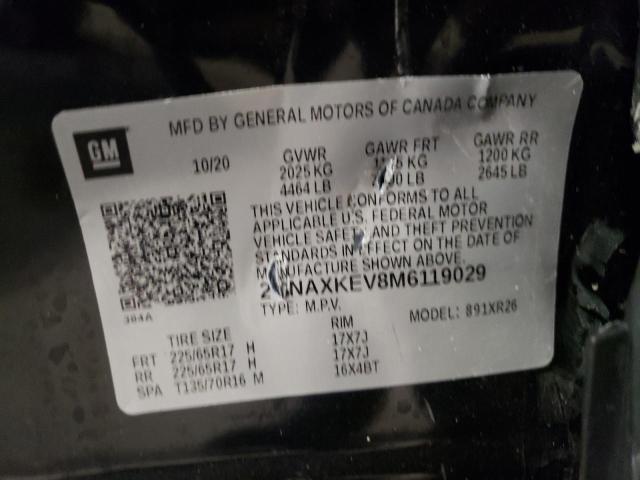 GM
MFD BY GENERAL MOTORS OF CANADA COMPANY
10/20 GVWR GAWR FRT GAWR RR
2025 KG KG 1200 KG
4464 LB LB 2645 LB
THIS VEHICLE CONFORMS TO ALL
APPLICABLE U.S. FEDERAL MOTOR
VEHICLE SAFETY AND THEFT PREVENTION
STANDARDS IN EFFECT ON THE DATE OF
MANUFACTURE SHOWN ABOVE.
2GNAXKEV8M6119029
384A
TYPE: M.P.V. MODEL: 891XR26
TIRE SIZE RIM
FRT 225/65R17 H 17X7J
RR 225/65R17 H 17X7J
SPA T135/70R16 M 16X4BT